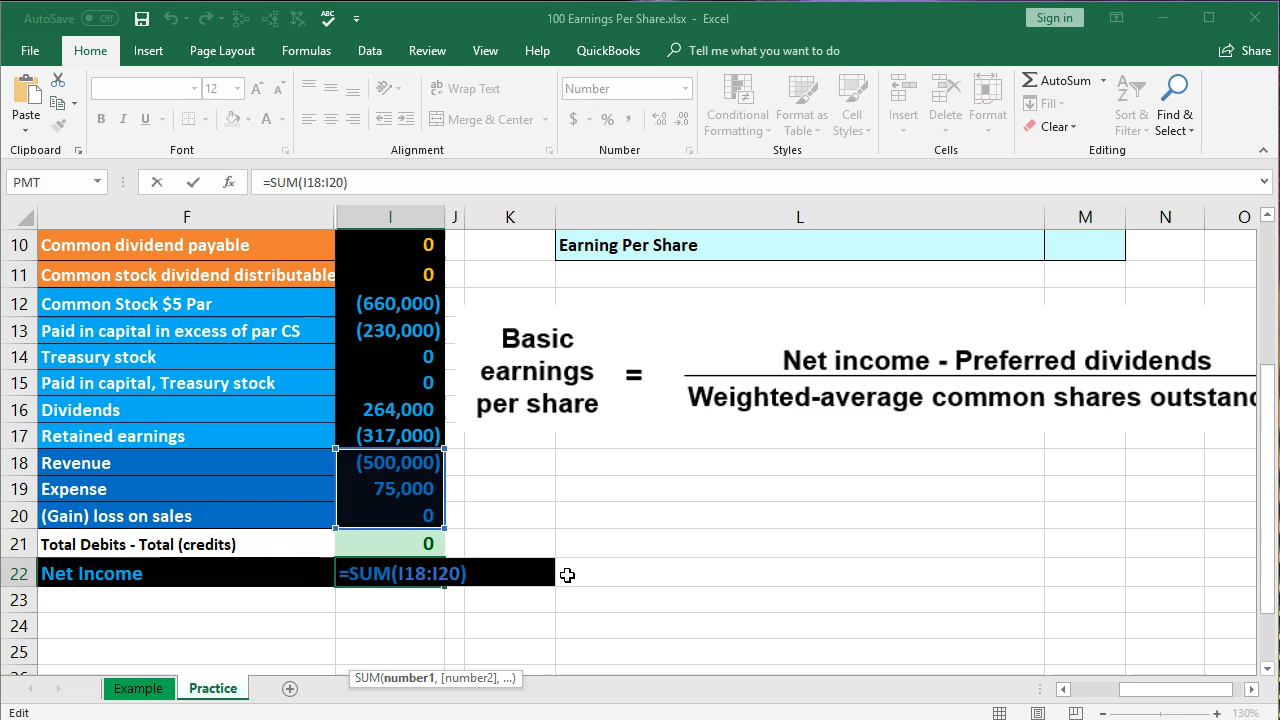 AutoSave Off 100 Earnings Per Share.xlsx - Excel Sign in
File Home Insert Page Layout Formulas Data Review View Help QuickBooks Tell me what you want to do Share
Paste 12 A A Wrap Text Number AutoSum
B I U A Merge & Center $ % , Conditional Formatting Format as Table Cell Styles Insert Delete Format Fill Clear Sort & Filter Find & Select
Clipboard Font Alignment Number Styles Cells Editing
PMT fx =SUM(I18:I20)
F I J K L M N O
10 Common dividend payable 0 Earning Per Share
11 Common stock dividend distributable 0
12 Common Stock $5 Par (660,000)
13 Paid in capital in excess of par CS (230,000)
14 Treasury stock 0
15 Paid in capital, Treasury stock 0
16 Dividends 264,000
17 Retained earnings (317,000)
18 Revenue (500,000)
19 Expense 75,000
20 (Gain) loss on sales 0
21 Total Debits - Total (credits) 0
22 Net Income =SUM(I18:I20)
23
24
25
Basic
earnings
per share
=
Net income - Preferred dividends
Weighted-average common shares outstanc
SUM(number1, [number2], ...)
Example Practice
Edit 130%